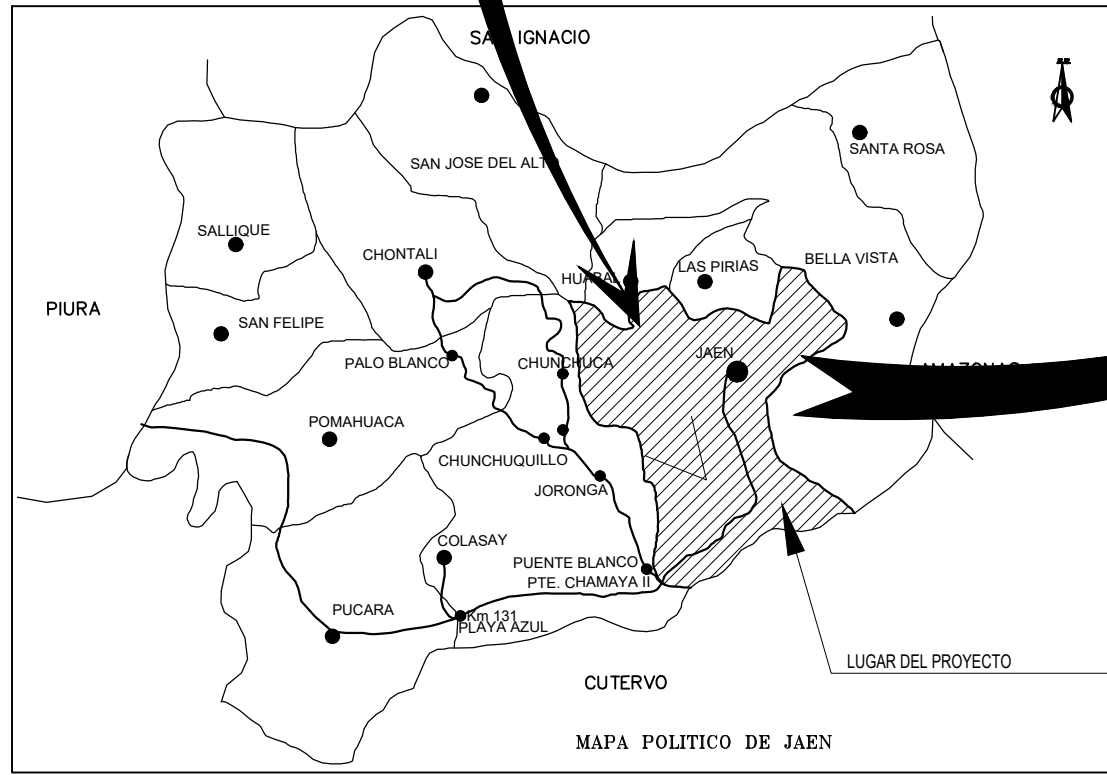 SAN IGNACIO
SANTA ROSA
SAN JOSE DEL ALTO
SALLIQUE
CHONTALI
BELLA VISTA
HUABAL
LAS PIRIAS
PIURA
SAN FELIPE
PALO BLANCO
CHUNCHUCA
JAEN
AMAZONAS
POMAHUACA
CHUNCHUQUILLO
JORONGA
COLASAY
PUENTE BLANCO
PTE. CHAMAYA II
PUCARA
Km 131
PLAYA AZUL
LUGAR DEL PROYECTO
CUTERVO
MAPA POLITICO DE JAEN